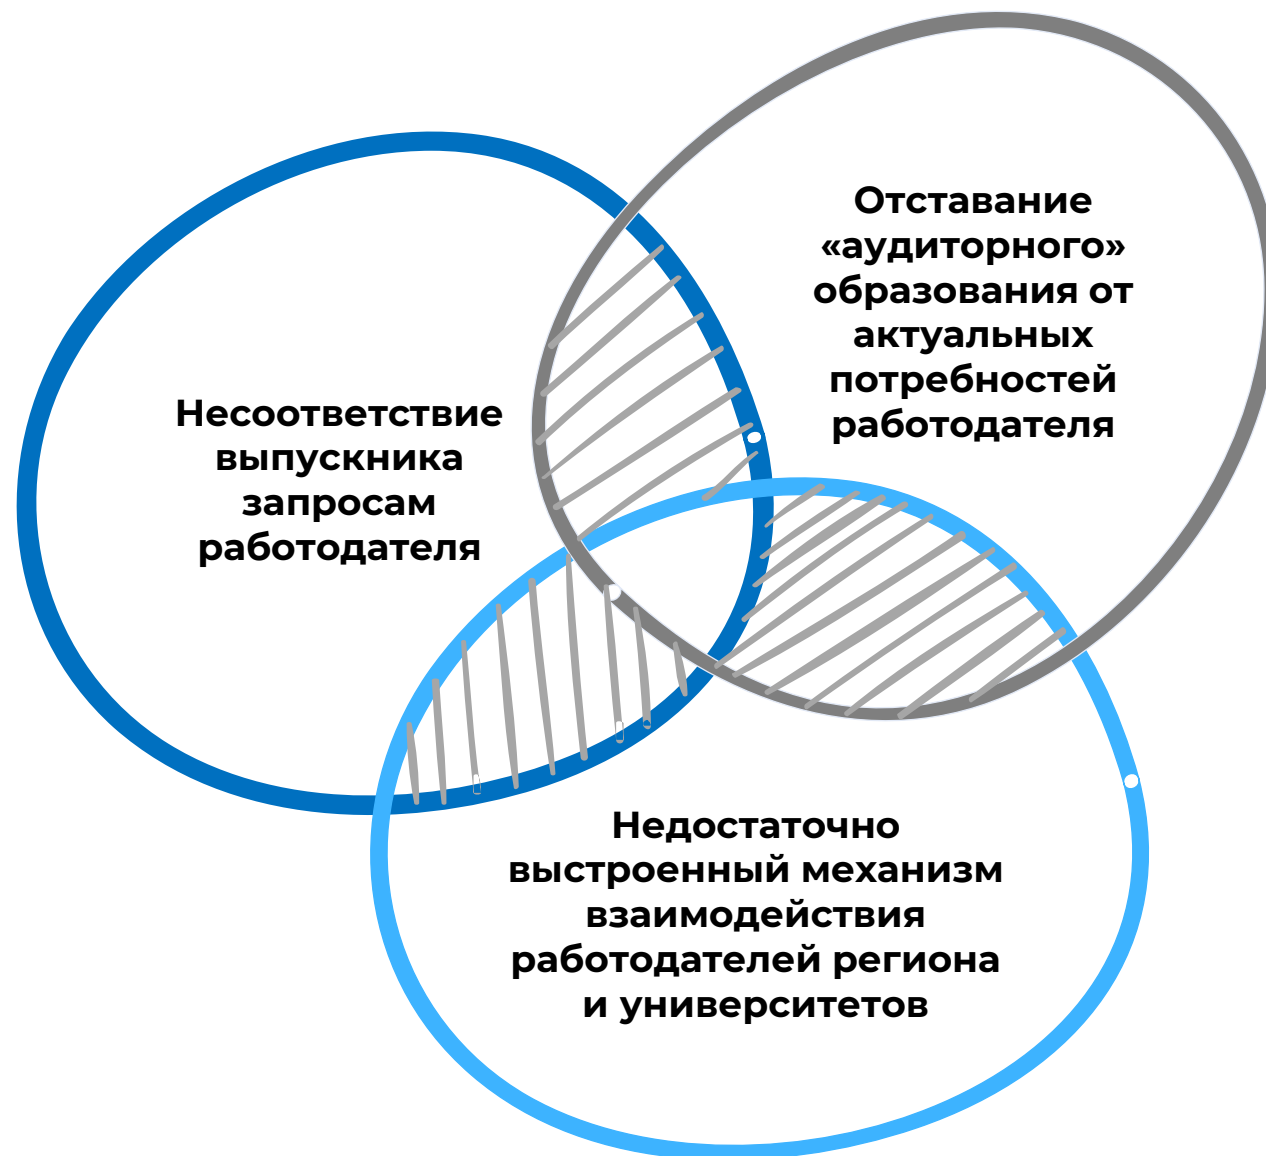 Несоответствие
выпускника
запросам
работодателя
Отставание
«аудиторного»
образования от
актуальных
потребностей
работодателя
Недостаточно
выстроенный механизм
взаимодействия
работодателей региона
и университетов